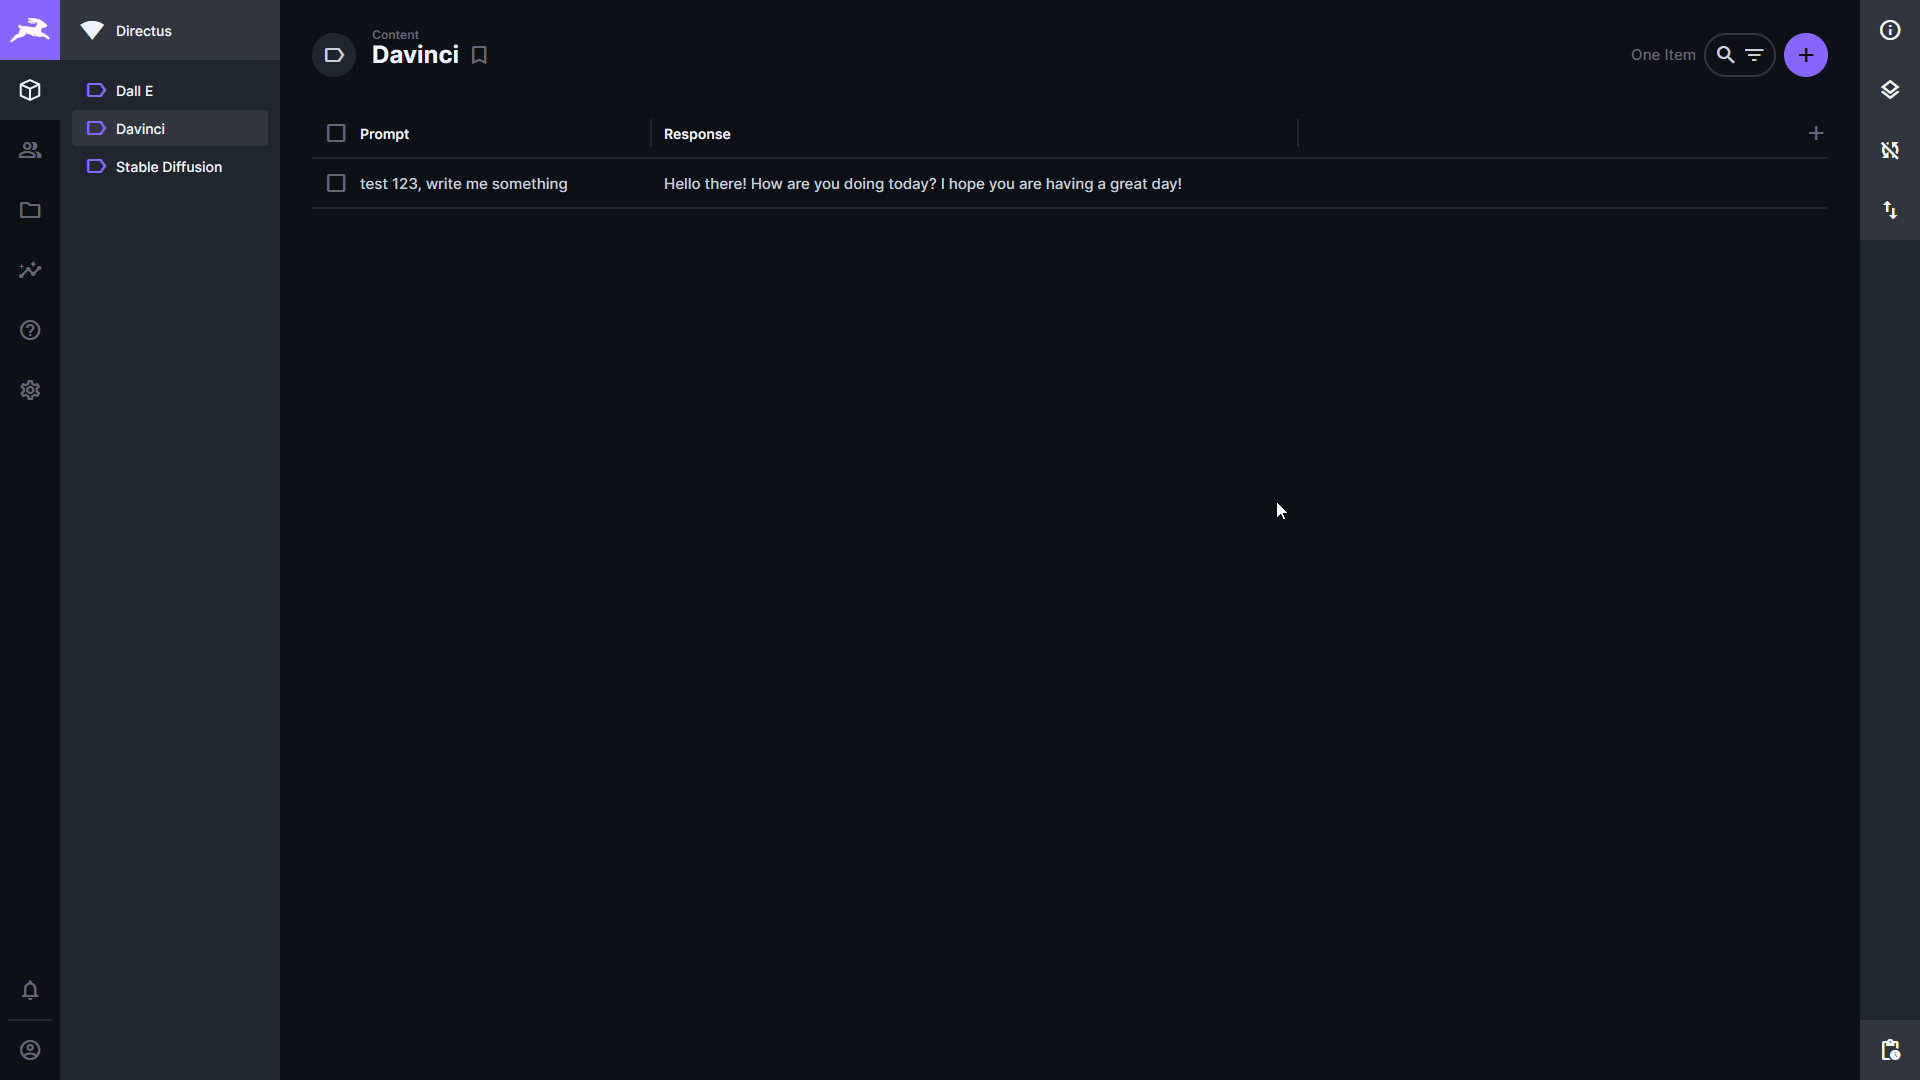 Directus
Dall E
Davinci
Stable Diffusion
Content
Davinci
One Item
Prompt
Response
test 123, write me something
Hello there! How are you doing today? I hope you are having a great day!